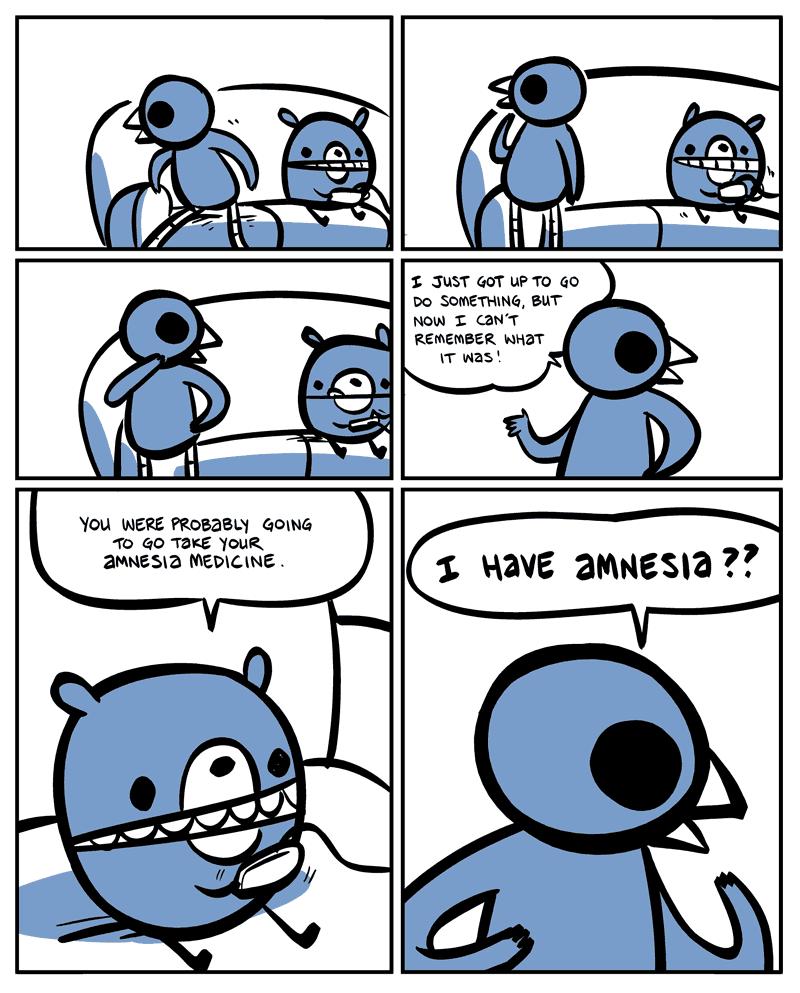 I JUST GOT UP TO GO
DO SOMETHING, BUT
NOW I CAN'T
REMEMBER WHAT
IT WAS!
YOU WERE PROBABLY GOING
TO GO TAKE YOUR
AMNESIA MEDICINE.
I HAVE AMNESIA??